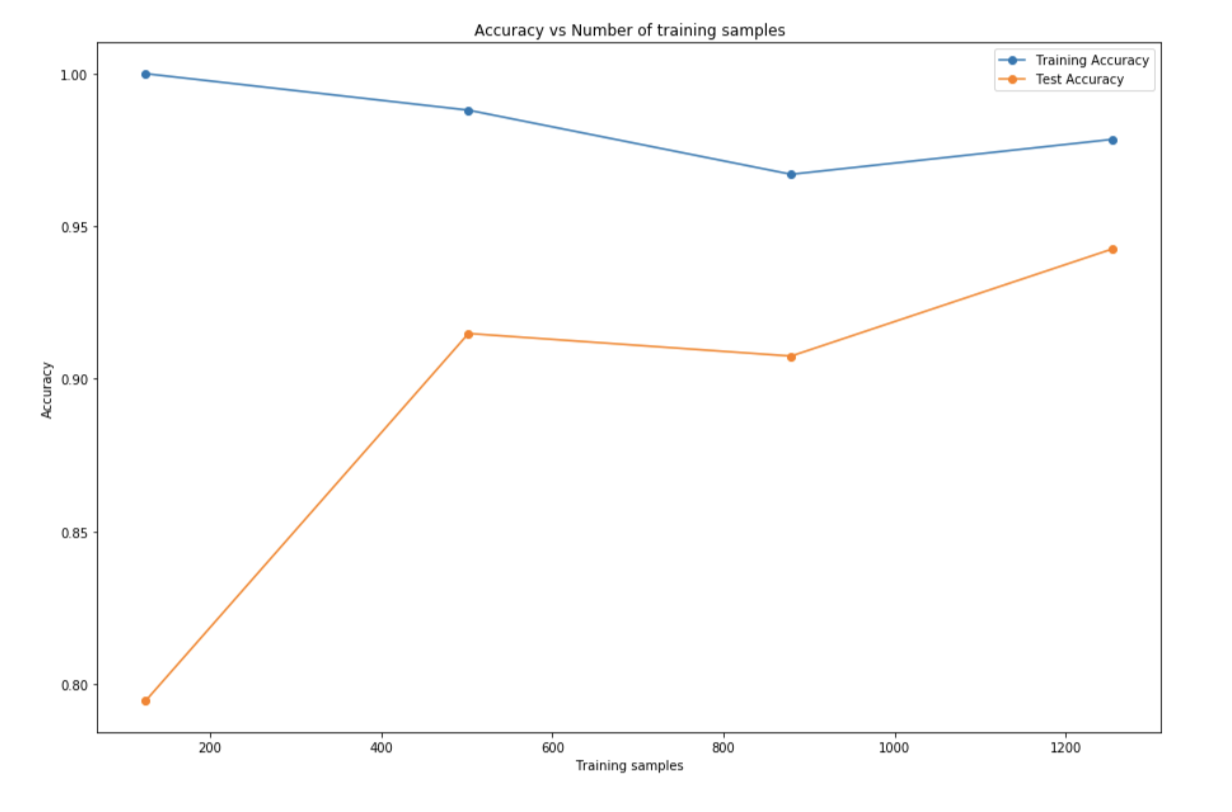 Accuracy vs Number of training samples
Training Accuracy
Test Accuracy
1.00
0.95
0.90
0.85
0.80
Accuracy
200 400 600 800 1000 1200
Training samples